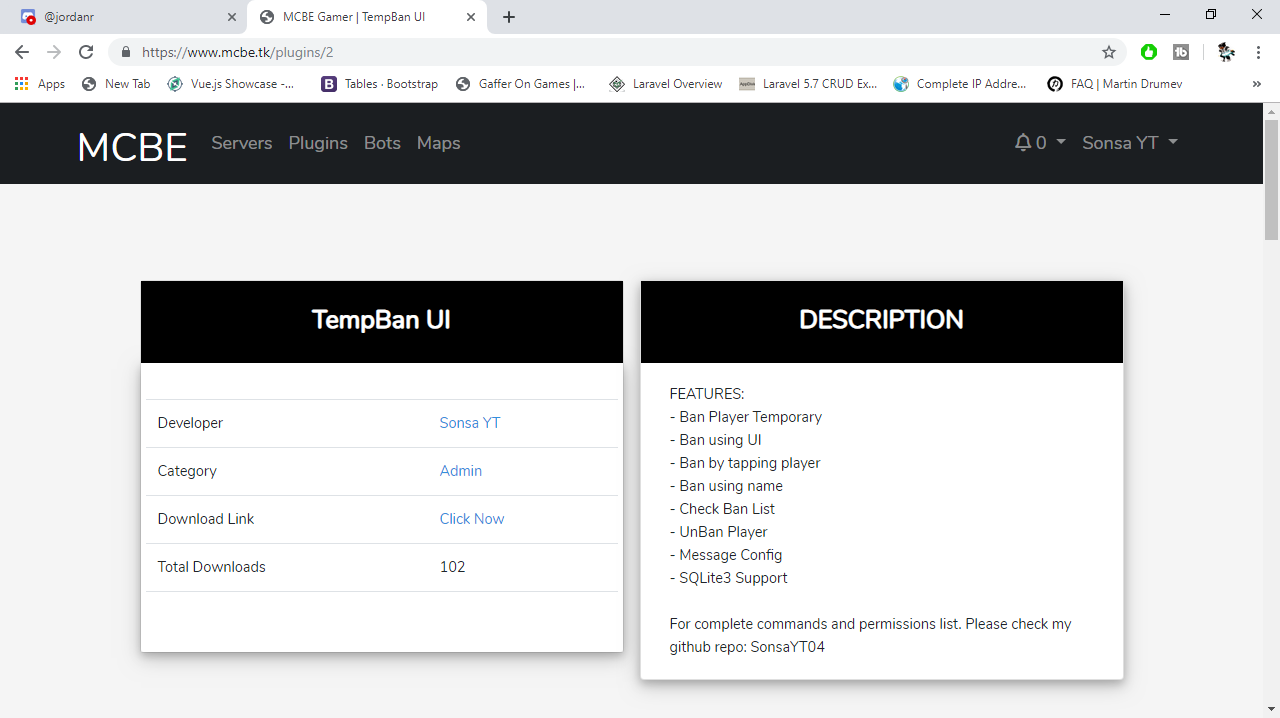 @jordanr
MCBE Gamer | TempBan UI
https://www.mcbe.tk/plugins/2
Apps
New Tab
Vue.js Showcase -...
B
Tables · Bootstrap
Gaffer On Games |...
Laravel Overview
Laravel 5.7 CRUD Ex...
Complete IP Addre...
FAQ | Martin Drumev
»
MCBE
Servers
Plugins
Bots
Maps
0
Sonsa YT
TempBan UI
Developer Sonsa YT
Category Admin
Download Link Click Now
Total Downloads 102
DESCRIPTION
FEATURES:
- Ban Player Temporary
- Ban using UI
- Ban by tapping player
- Ban using name
- Check Ban List
- UnBan Player
- Message Config
- SQLite3 Support
For complete commands and permissions list. Please check my
github repo: SonsaYT04